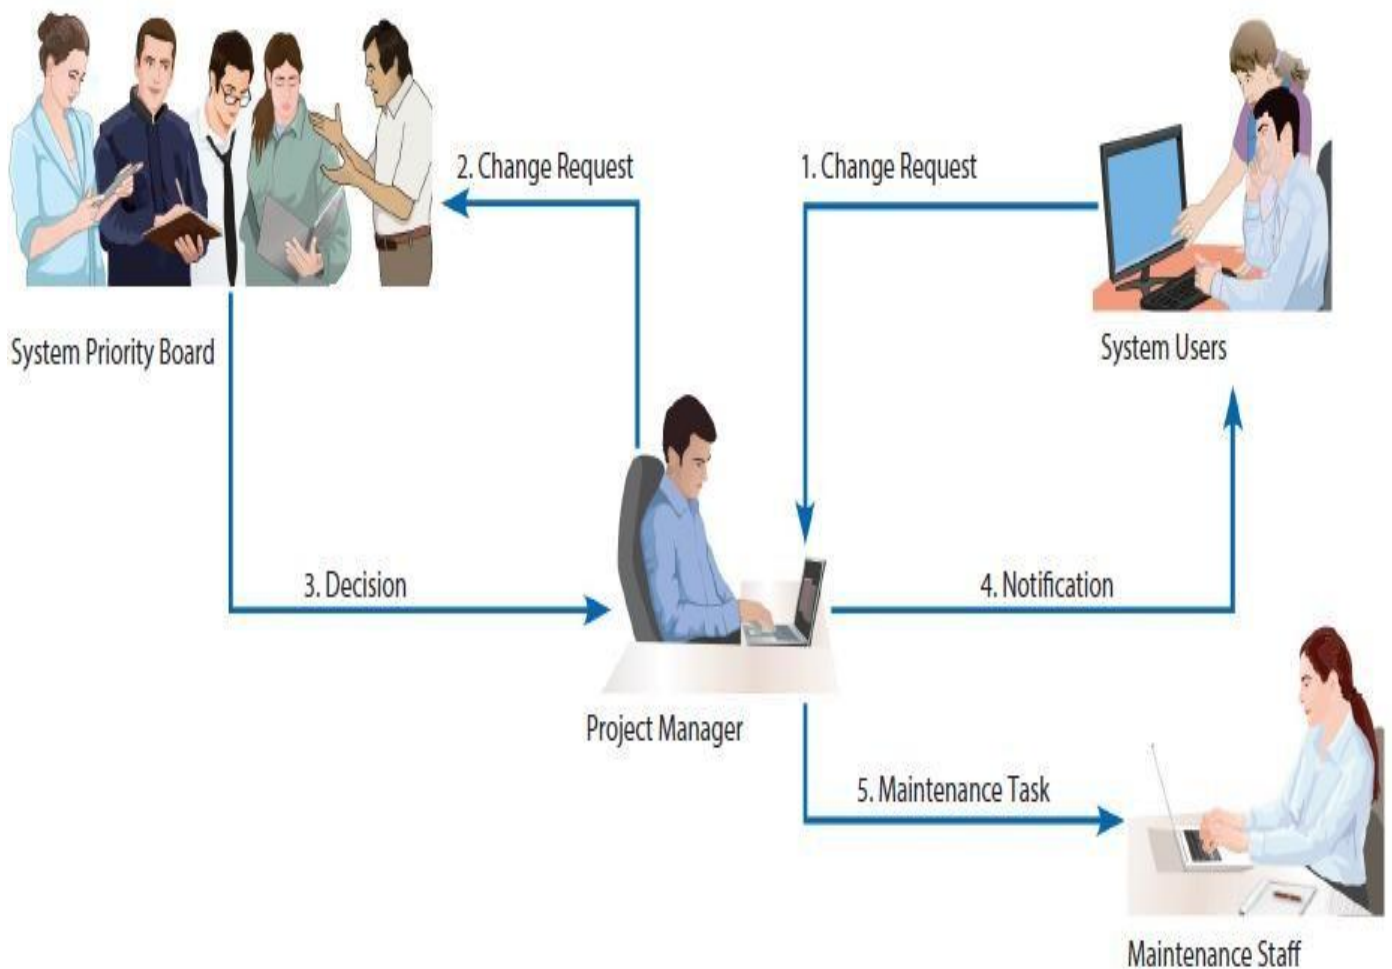 2. Change Request
1. Change Request
System Priority Board
System Users
3. Decision
4. Notification
Project Manager
5. Maintenance Task
Maintenance Staff